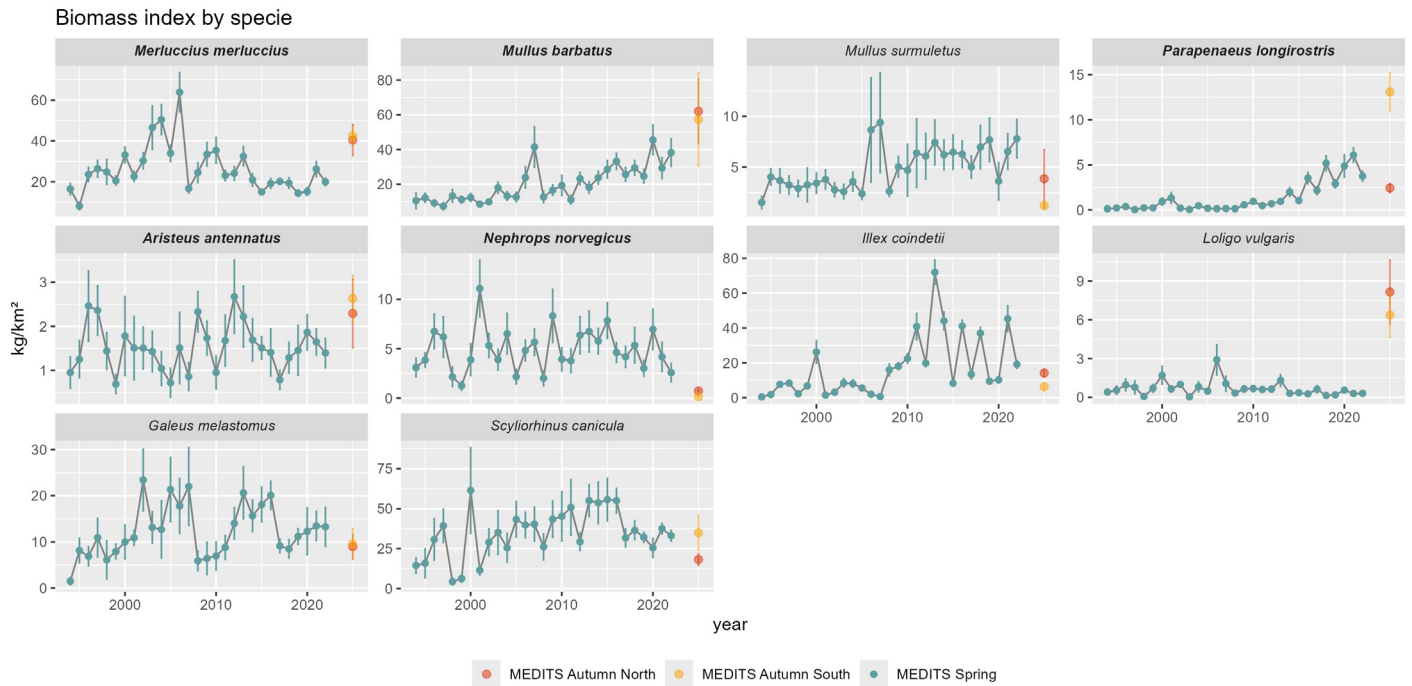 Biomass index by specie
Merluccius merluccius
Mullus barbatus
Mullus surmuletus
Parapenaeus longirostris
60
40
20
80
60
40
20
10
5
15
10
5
0
Aristeus antennatus
Nephrops norvegicus
Illex coindetii
Loligo vulgaris
3
2
1
10
5
0
80
60
40
20
0
9
6
3
0
2000 2010 2020
2000 2010 2020
Galeus melastomus
Scyliorhinus canicula
30
20
10
0
75
50
25
0
2000 2010 2020
2000 2010 2020
kg/km²
year
MEDITS Autumn North MEDITS Autumn South MEDITS Spring